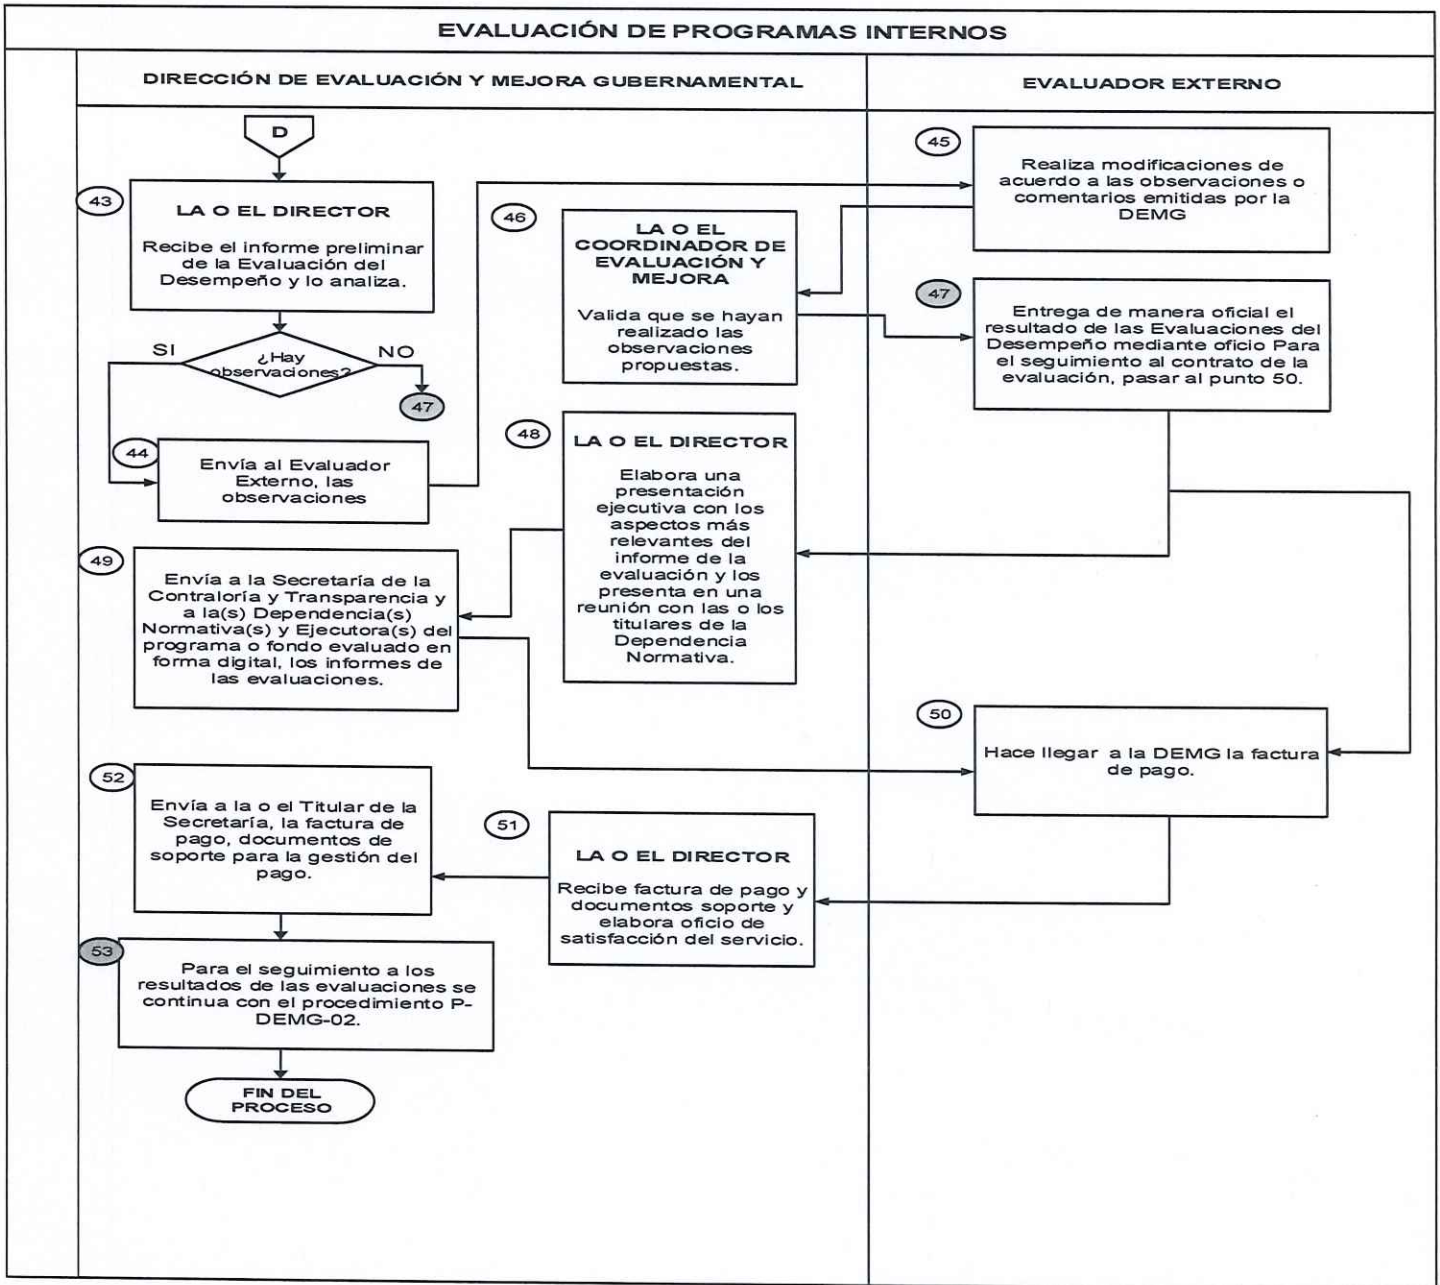 EVALUACIÓN DE PROGRAMAS INTERNOS
DIRECCIÓN DE EVALUACIÓN Y MEJORA GUBERNAMENTAL
EVALUADOR EXTERNO
D
43
LA O EL DIRECTOR
Recibe el informe preliminar
de la Evaluación del
Desempeño y lo analiza.
¿Hay
observaciones?
SI
NO
47
44
Envía al Evaluador
Externo, las
observaciones
45
Realiza modificaciones de
acuerdo a las observaciones o
comentarios emitidas por la
DEMG
46
LA O EL
COORDINADOR DE
EVALUACIÓN Y
MEJORA
Valida que se hayan
realizado las
observaciones
propuestas.
47
Entrega de manera oficial el
resultado de las Evaluaciones del
Desempeño mediante oficio Para
el seguimiento al contrato de la
evaluación, pasar al punto 50.
48
LA O EL DIRECTOR
Elabora una
presentación
ejecutiva con los
aspectos más
relevantes del
informe de la
evaluación y los
presenta en una
reunión con las o los
titulares de la
Dependencia
Normativa.
49
Envía a la Secretaría de la
Contraloría y Transparencia y
a la(s) Dependencia(s)
Normativa(s) y Ejecutora(s) del
programa o fondo evaluado en
forma digital, los informes de
las evaluaciones.
50
Hace llegar a la DEMG la factura
de pago.
51
LA O EL DIRECTOR
Recibe factura de pago y
documentos soporte y
elabora oficio de
satisfacción del servicio.
52
Envía a la o el Titular de la
Secretaría, la factura de
pago, documentos de
soporte para la gestión del
pago.
53
Para el seguimiento a los
resultados de las evaluaciones se
continua con el procedimiento P-
DEMG-02.
FIN DEL
PROCESO